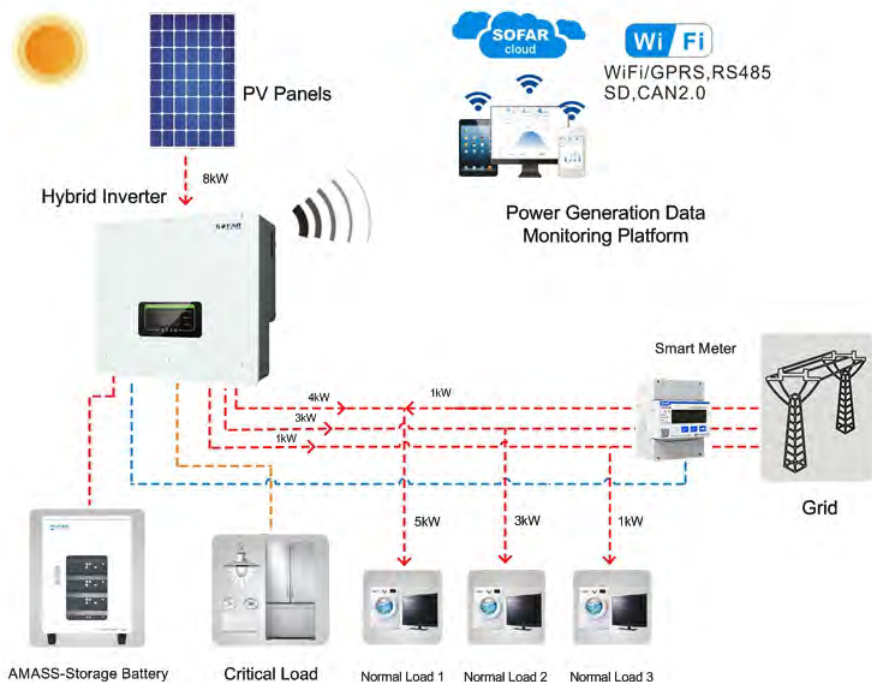 SOFAR
cloud
Wi Fi
WiFi/GPRS,RS485
SD,CAN2.0
PV Panels
8kW
Hybrid Inverter
SOFAR
Power Generation Data
Monitoring Platform
Smart Meter
4kW
1kW
3kW
1kW
Grid
5kW
3kW
1kW
AMASS-Storage Battery
Critical Load
Normal Load 1
Normal Load 2
Normal Load 3